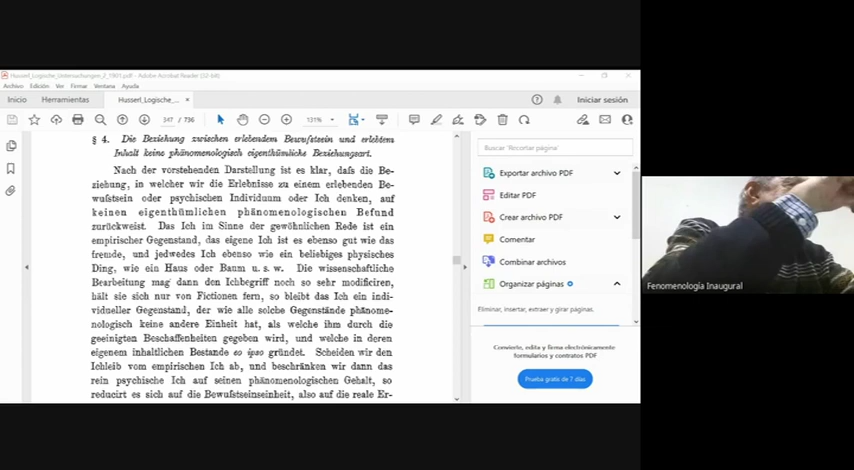 Husserl_Logische_Untersuchungen_2_1901.pdf - Adobe Acrobat Reader (32-bit)
Archivo Edición Ver Firmar Ventana Ayuda
Inicio Herramientas Husserl_Logische_... × Iniciar sesión
347 / 736 131%
§ 4. Die Beziehung zwischen erlebendem Bewuſstsein und erlebtem
Inhalt keine phänomenologisch eigenthümliche Beziehungsart.
Nach der vorstehenden Darstellung ist es klar, daſs die Be-
ziehung, in welcher wir die Erlebnisse zu einem erlebenden Be-
wuſstsein oder psychischen Individuum oder Ich denken, auf
keinen eigenthümlichen phänomenologischen Befund
zurückweist. Das Ich im Sinne der gewöhnlichen Rede ist ein
empirischer Gegenstand, das eigene Ich ist es ebenso gut wie das
fremde, und jedwedes Ich ebenso wie ein beliebiges physisches
Ding, wie ein Haus oder Baum u. s. w. Die wissenschaftliche
Bearbeitung mag dann den Ichbegriff noch so sehr modificiren,
hält sie sich nur von Fictionen fern, so bleibt das Ich ein indi-
vidueller Gegenstand, der wie alle solche Gegenstände phänome-
nologisch keine andere Einheit hat, als welche ihm durch die
geeinigten Beschaffenheiten gegeben wird, und welche in deren
eigenem inhaltlichen Bestande eo ipso gründet. Scheiden wir den
Ichleib vom empirischen Ich ab, und beschränken wir dann das
rein psychische Ich auf seinen phänomenologischen Gehalt, so
reducirt es sich auf die Bewuſstseinseinheit, also auf die reale Er-
Buscar 'Recortar página'
Exportar archivo PDF
Editar PDF
Crear archivo PDF
Comentar
Combinar archivos
Organizar páginas
Eliminar, insertar, extraer y girar páginas.
Convierte, edita y firma electrónicamente
formularios y contratos PDF
Prueba gratis de 7 días
Fenomenología Inaugural